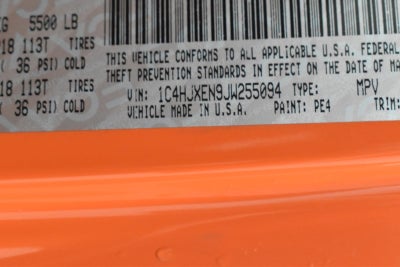 KG 5500 LB
18 113T TIRES
( 36 PSI) COLD
18 113T TIRES
( 36 PSI) COLD
THIS VEHICLE CONFORMS TO ALL APPLICABLE U.S.A. FEDERAL
THEFT PREVENTION STANDARDS IN EFFECT ON THE DATE OF MA
VIN: 1C4HJXEN9JW255094 TYPE: MPV
VEHICLE MADE IN U.S.A. PAINT: PE4 TRIM: